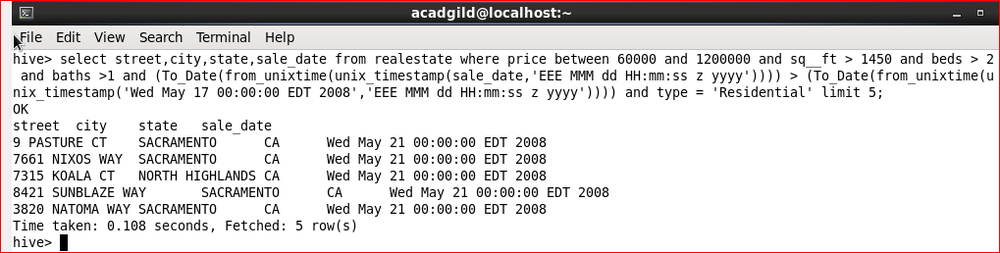 acadgild@localhost:~
File Edit View Search Terminal Help
hive> select street,city,state,sale_date from realestate where price between 60000 and 1200000 and sq__ft > 1450 and beds > 2
 and baths >1 and (To_Date(from_unixtime(unix_timestamp(sale_date,'EEE MMM dd HH:mm:ss z yyyy')))) > (To_Date(from_unixtime(u
nix_timestamp('Wed May 17 00:00:00 EDT 2008','EEE MMM dd HH:mm:ss z yyyy')))) and type = 'Residential' limit 5;
OK
street  city    state   sale_date
9 PASTURE CT    SACRAMENTO      CA      Wed May 21 00:00:00 EDT 2008
7661 NIXOS WAY  SACRAMENTO      CA      Wed May 21 00:00:00 EDT 2008
7315 KOALA CT   NORTH HIGHLANDS CA      Wed May 21 00:00:00 EDT 2008
8421 SUNBLAZE WAY       SACRAMENTO      CA      Wed May 21 00:00:00 EDT 2008
3820 NATOMA WAY SACRAMENTO      CA      Wed May 21 00:00:00 EDT 2008
Time taken: 0.108 seconds, Fetched: 5 row(s)
hive>